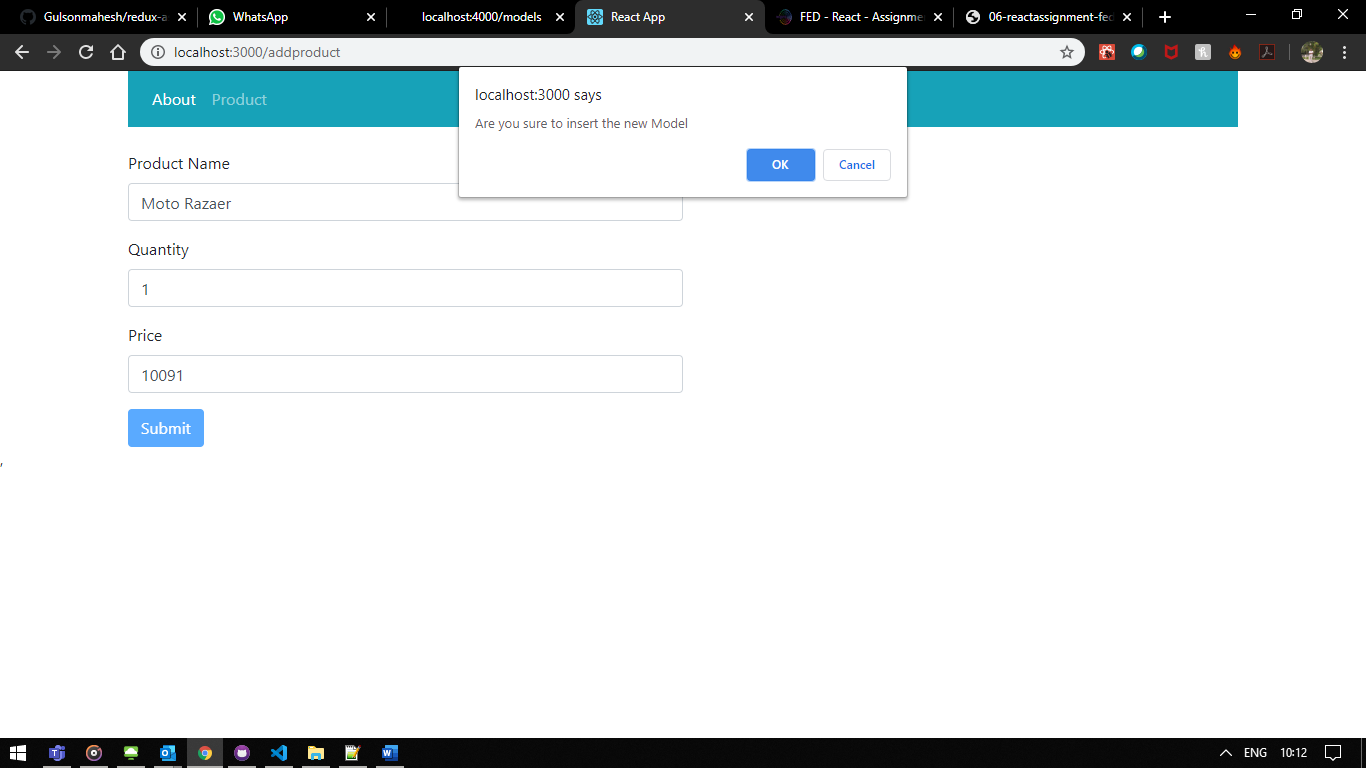 Gulsonmahesh/redux-a
WhatsApp
localhost:4000/models
React App
FED - React - Assignme
06-reactassignment-fed
localhost:3000/addproduct
localhost:3000 says
Are you sure to insert the new Model
OK
Cancel
About
Product
Product Name
Moto Razaer
Quantity
1
Price
10091
Submit
,
ENG
10:12